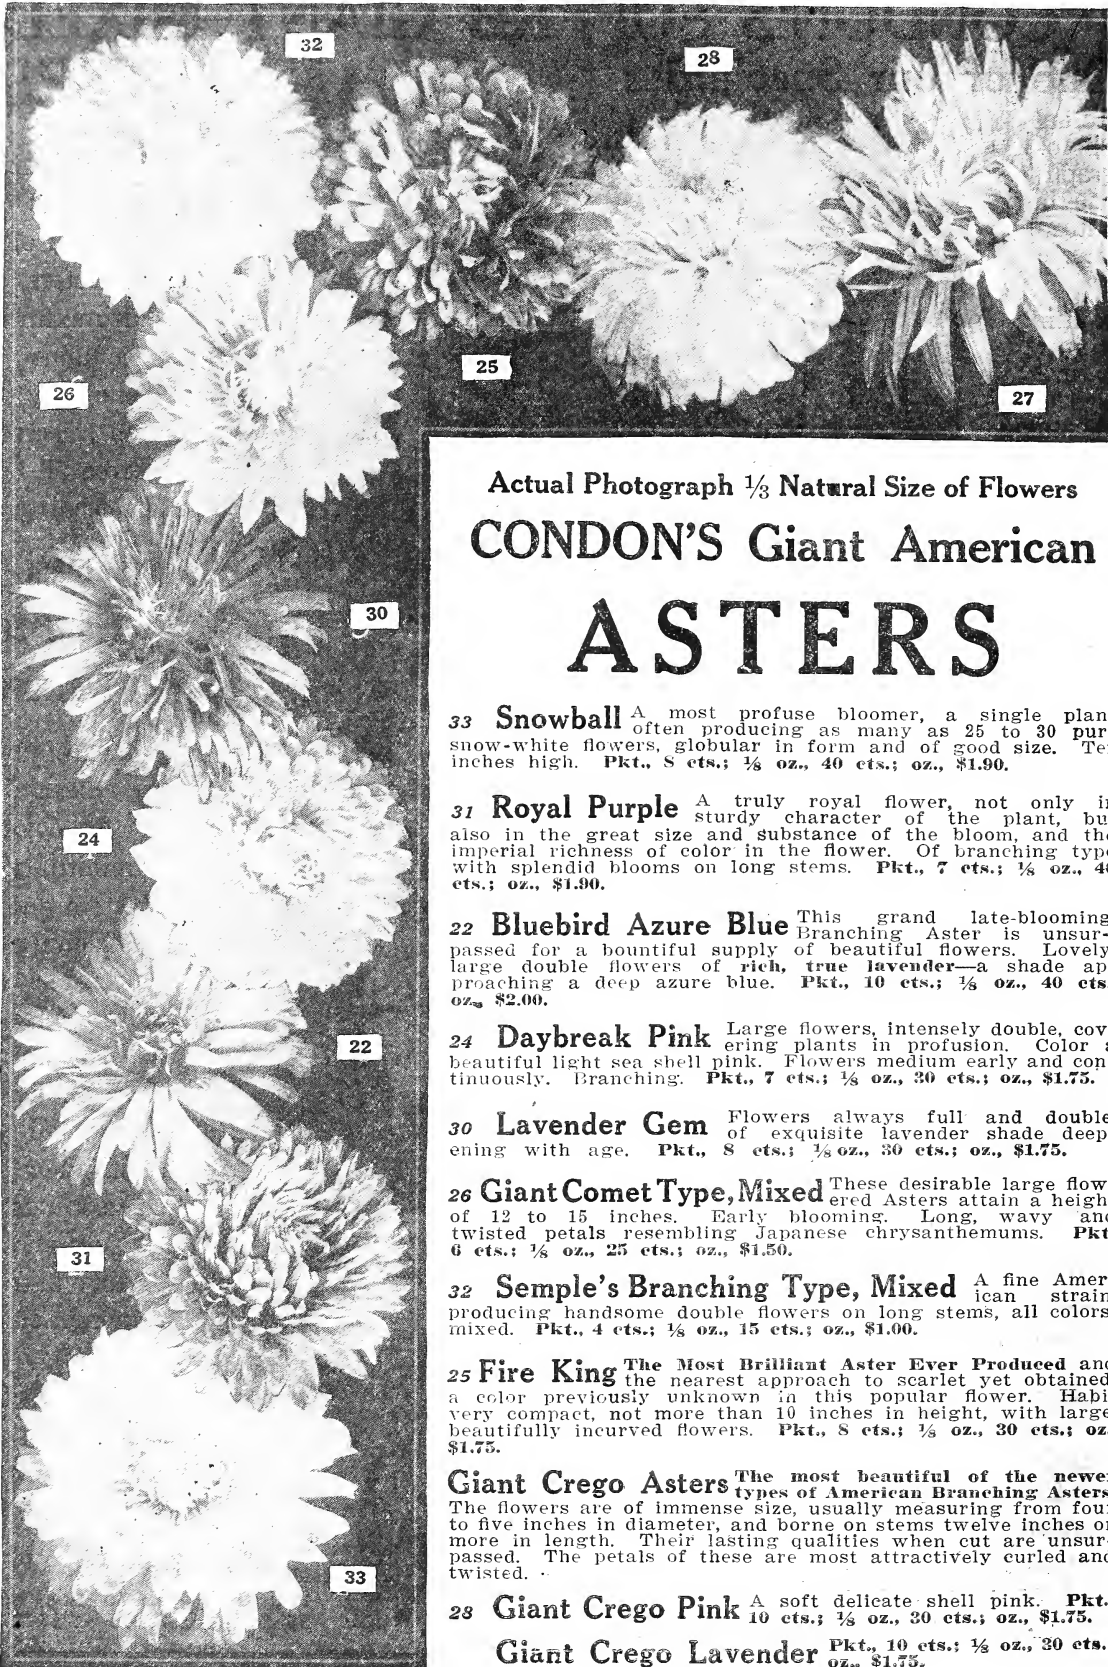 32
28
25
26
27
Actual Photograph ⅓ Natural Size of Flowers
CONDON'S Giant American
ASTERS
30
33 Snowball A most profuse bloomer, a single plan
often producing as many as 25 to 30 pur
snow-white flowers, globular in form and of good size. Te
inches high. Pkt., 8 cts.; ⅛ oz., 40 cts.; oz., $1.90.
31 Royal Purple A truly royal flower, not only i
sturdy character of the plant, bu
also in the great size and substance of the bloom, and th
imperial richness of color in the flower. Of branching typ
with splendid blooms on long stems. Pkt., 7 cts.; ⅛ oz., 4
cts.; oz., $1.90.
24
22 Bluebird Azure Blue This grand late-blooming
Branching Aster is unsur-
passed for a bountiful supply of beautiful flowers. Lovely
large double flowers of rich, true lavender—a shade ap
proaching a deep azure blue. Pkt., 10 cts.; ⅛ oz., 40 cts
oz., $2.00.
24 Daybreak Pink Large flowers, intensely double, cov
ering plants in profusion. Color
beautiful light sea shell pink. Flowers medium early and con
tinuously. Branching. Pkt., 7 cts.; ⅛ oz., 30 cts.; oz., $1.75.
22
30 Lavender Gem Flowers always full and double
of exquisite lavender shade deep
ening with age. Pkt., 8 cts.; ⅛ oz., 30 cts.; oz., $1.75.
26 Giant Comet Type, Mixed These desirable large flow
ered Asters attain a heigh
of 12 to 15 inches. Early blooming. Long, wavy an
twisted petals resembling Japanese chrysanthemums. Pkt
6 cts.; ⅛ oz., 25 cts.; oz., $1.50.
31
32 Semple's Branching Type, Mixed A fine Amer
ican strain
producing handsome double flowers on long stems, all colors
mixed. Pkt., 4 cts.; ⅛ oz., 15 cts.; oz., $1.00.
25 Fire King The Most Brilliant Aster Ever Produced an
the nearest approach to scarlet yet obtained
a color previously unknown in this popular flower. Habi
very compact, not more than 10 inches in height, with large
beautifully incurved flowers. Pkt., 8 cts.; ⅛ oz., 30 cts.; oz
$1.75.
Giant Crego Asters The most beautiful of the newe
types of American Branching Asters
The flowers are of immense size, usually measuring from fou
to five inches in diameter, and borne on stems twelve inches o
more in length. Their lasting qualities when cut are unsur
passed. The petals of these are most attractively curled an
twisted.
33
28 Giant Crego Pink A soft delicate shell pink. Pkt.
10 cts.; ⅛ oz., 30 cts.; oz., $1.75.
Giant Crego Lavender Pkt., 10 cts.; ⅛ oz., 30 cts.
oz., $1.75.